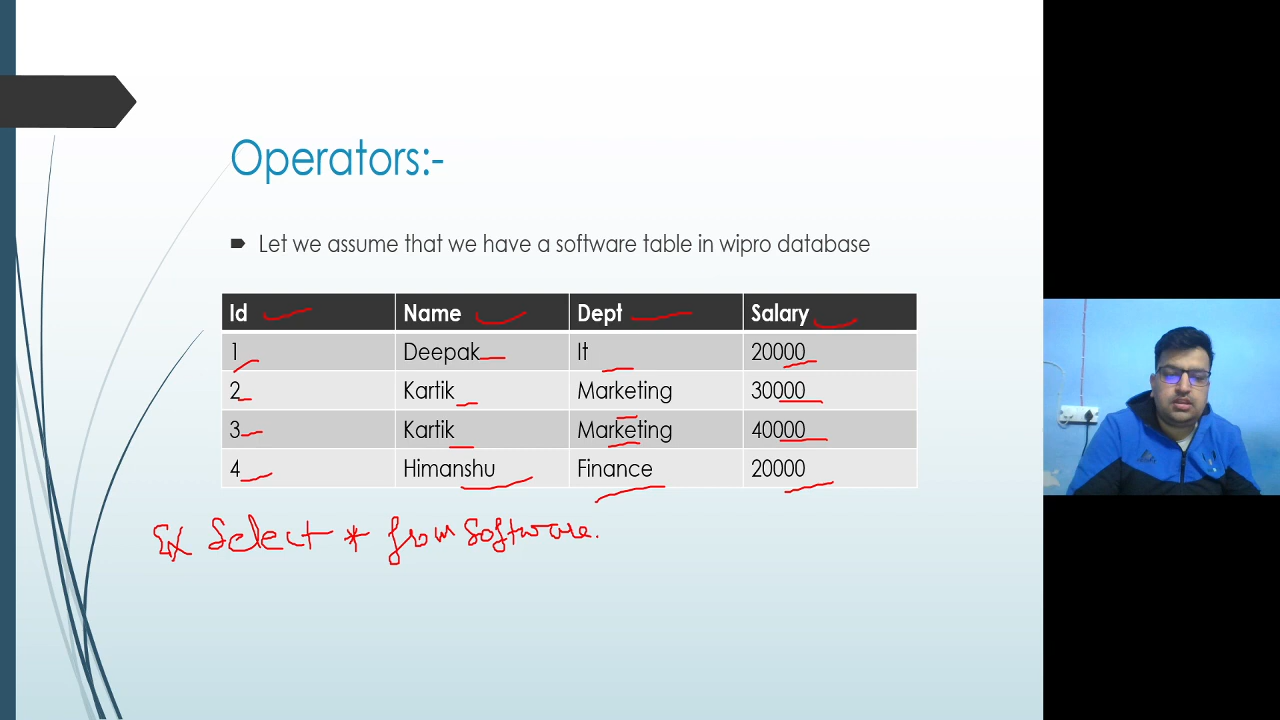 Operators:-
Let we assume that we have a software table in wipro database
Id Name Dept Salary
1 Deepak It 20000
2 Kartik Marketing 30000
3 Kartik Marketing 40000
4 Himanshu Finance 20000
Ex Select * from Software.